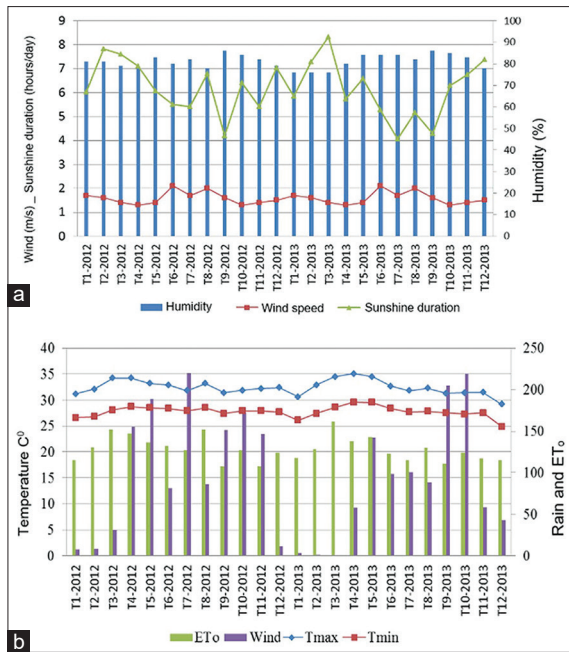 Wind (m/s) _ Sunshine duration (hours/day)
9
8
7
6
5
4
3
2
1
0
100
90
80
70
60
50
40
30
20
10
0
Humidity (%)
T1-2012
T2-2012
T3-2012
T4-2012
T5-2012
T6-2012
T7-2012
T8-2012
T9-2012
T10-2012
T11-2012
T12-2012
T1-2013
T2-2013
T3-2013
T4-2013
T5-2013
T6-2013
T7-2013
T8-2013
T9-2013
T10-2013
T11-2013
T12-2013
a
Humidity
Wind speed
Sunshine duration
Temperature C⁰
40
35
30
25
20
15
10
5
0
250
200
150
100
50
0
Rain and ETo
T1-2012
T2-2012
T3-2012
T4-2012
T5-2012
T6-2012
T7-2012
T8-2012
T9-2012
T10-2012
T11-2012
T12-2012
T1-2013
T2-2013
T3-2013
T4-2013
T5-2013
T6-2013
T7-2013
T8-2013
T9-2013
T10-2013
T11-2013
T12-2013
b
ETo
Wind
Tmax
Tmin